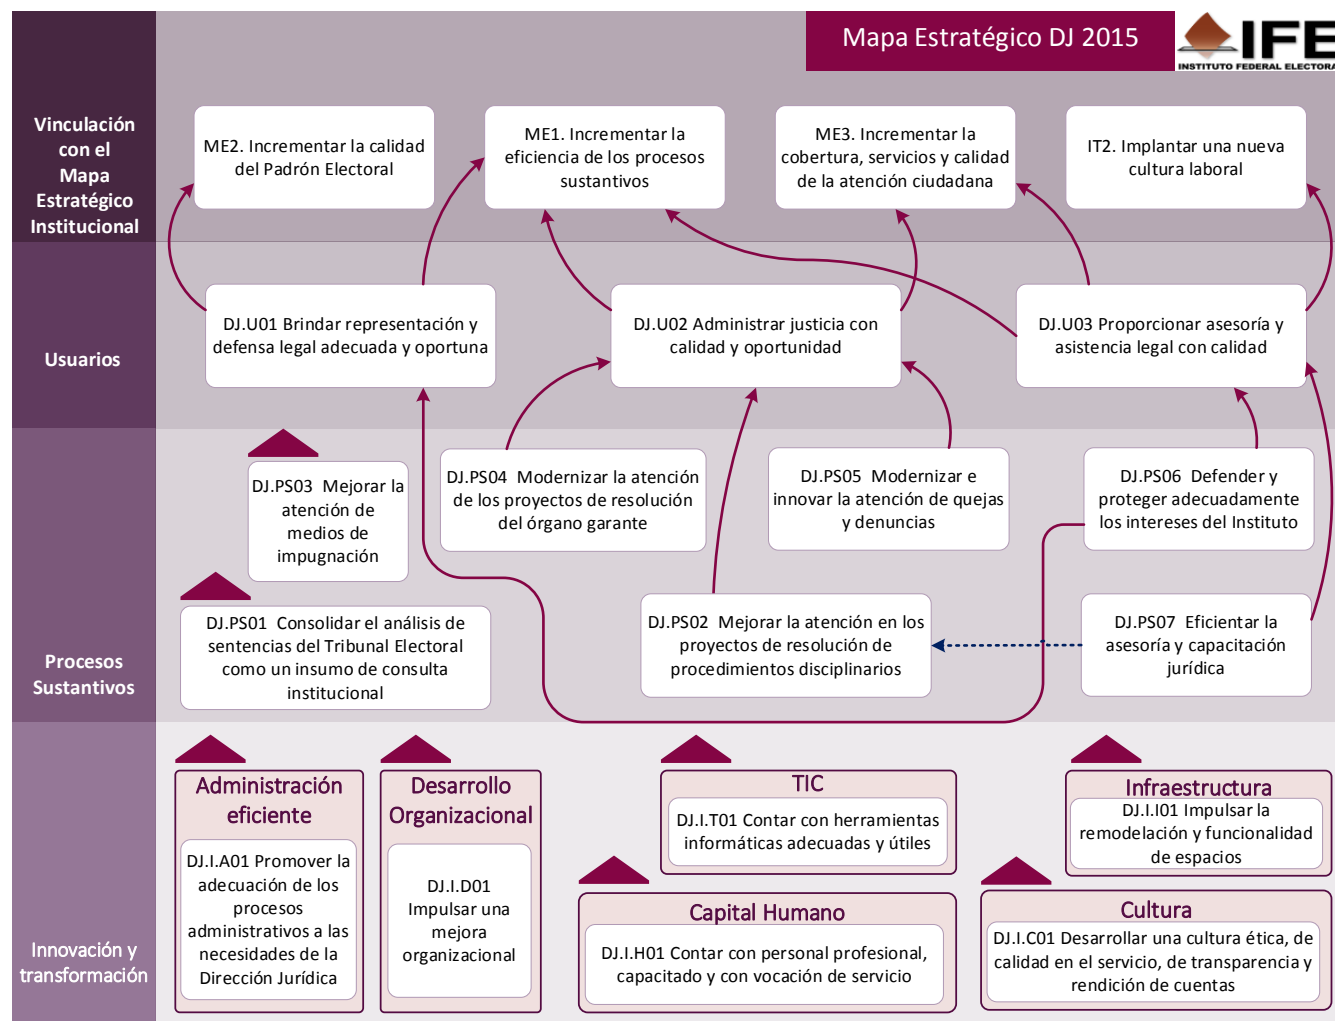 Mapa Estratégico DJ 2015
IFE
INSTITUTO FEDERAL ELECTORA
Vinculación
con el
Mapa
Estratégico
Institucional
ME2. Incrementar la calidad
del Padrón Electoral
ME1. Incrementar la
eficiencia de los procesos
sustantivos
ME3. Incrementar la
cobertura, servicios y calidad
de la atención ciudadana
IT2. Implantar una nueva
cultura laboral
Usuarios
DJ.U01 Brindar representación y
defensa legal adecuada y oportuna
DJ.U02 Administrar justicia con
calidad y oportunidad
DJ.U03 Proporcionar asesoría y
asistencia legal con calidad
Procesos
Sustantivos
DJ.PS03 Mejorar la
atención de
medios de
impugnación
DJ.PS04 Modernizar la atención
de los proyectos de resolución
del órgano garante
DJ.PS05 Modernizar e
innovar la atención de quejas
y denuncias
DJ.PS06 Defender y
proteger adecuadamente
los intereses del Instituto
DJ.PS01 Consolidar el análisis de
sentencias del Tribunal Electoral
como un insumo de consulta
institucional
DJ.PS02 Mejorar la atención en los
proyectos de resolución de
procedimientos disciplinarios
DJ.PS07 Eficientar la
asesoría y capacitación
jurídica
Innovación y
transformación
Administración
eficiente
DJ.I.A01 Promover la
adecuación de los
procesos
administrativos a las
necesidades de la
Dirección Jurídica
Desarrollo
Organizacional
DJ.I.D01
Impulsar una
mejora
organizacional
TIC
DJ.I.T01 Contar con herramientas
informáticas adecuadas y útiles
Infraestructura
DJ.I.I01 Impulsar la
remodelación y funcionalidad
de espacios
Capital Humano
DJ.I.H01 Contar con personal profesional,
capacitado y con vocación de servicio
Cultura
DJ.I.C01 Desarrollar una cultura ética, de
calidad en el servicio, de transparencia y
rendición de cuentas